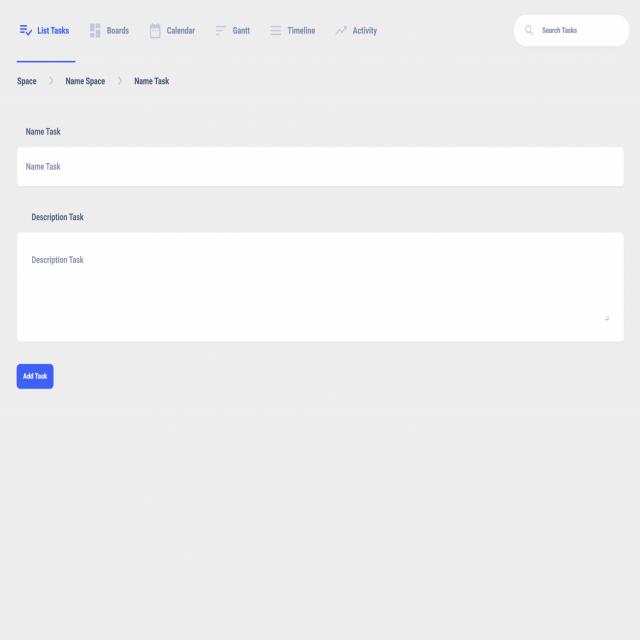 List Tasks Boards Calendar Gantt Timeline Activity Search Tasks
Space Name Space Name Task
Name Task
Name Task
Description Task
Description Task
Add Task